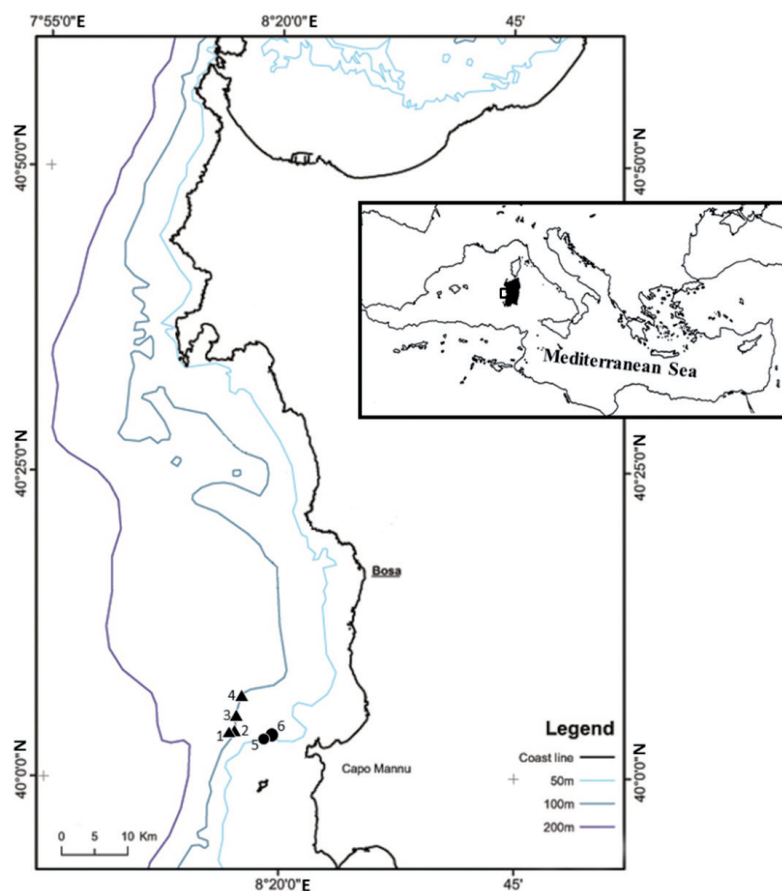 7°55'0"E
8°20'0"E
45'
40°50'0"N
40°50'0"N
Mediterranean Sea
40°25'0"N
40°25'0"N
Bosa
4
3
1
2
5
6
Legend
Coast line
50m
100m
200m
Capo Mannu
40°0'0"N
40°0'0"N
0 5 10 Km
8°20'0"E
45'